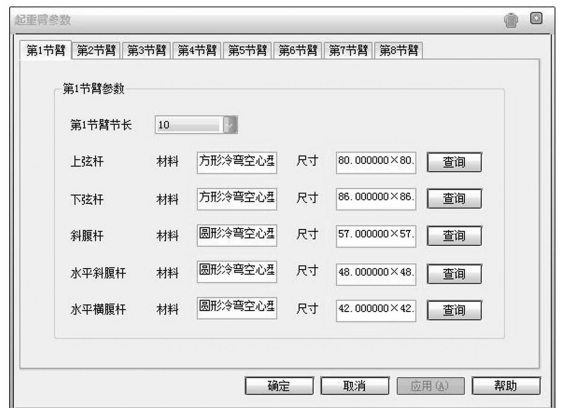 起重臂参数
第1节臂 第2节臂 第3节臂 第4节臂 第5节臂 第6节臂 第7节臂 第8节臂
第1节臂参数
第1节臂节长 10
上弦杆 材料 方形冷弯空心型 尺寸 80.000000×80. 查询
下弦杆 材料 方形冷弯空心型 尺寸 86.000000×86. 查询
斜腹杆 材料 圆形冷弯空心型 尺寸 57.000000×57. 查询
水平斜腹杆 材料 圆形冷弯空心型 尺寸 48.000000×48. 查询
水平横腹杆 材料 圆形冷弯空心型 尺寸 42.000000×42. 查询
确定 取消 应用(A) 帮助